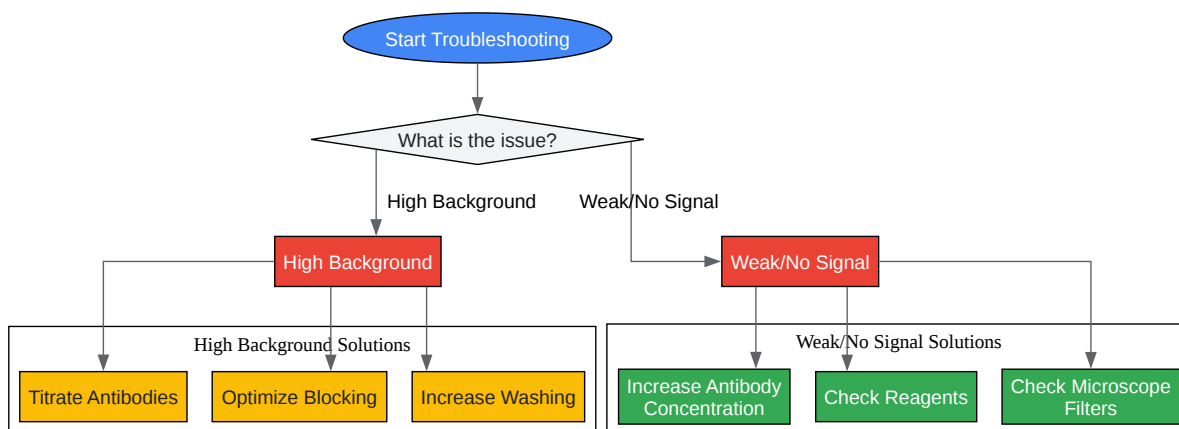 Start Troubleshooting
What is the issue?
High Background
Weak/No Signal
High Background
Weak/No Signal
High Background Solutions
Weak/No Signal Solutions
Titrate Antibodies
Optimize Blocking
Increase Washing
Increase Antibody
Concentration
Check Reagents
Check Microscope
Filters